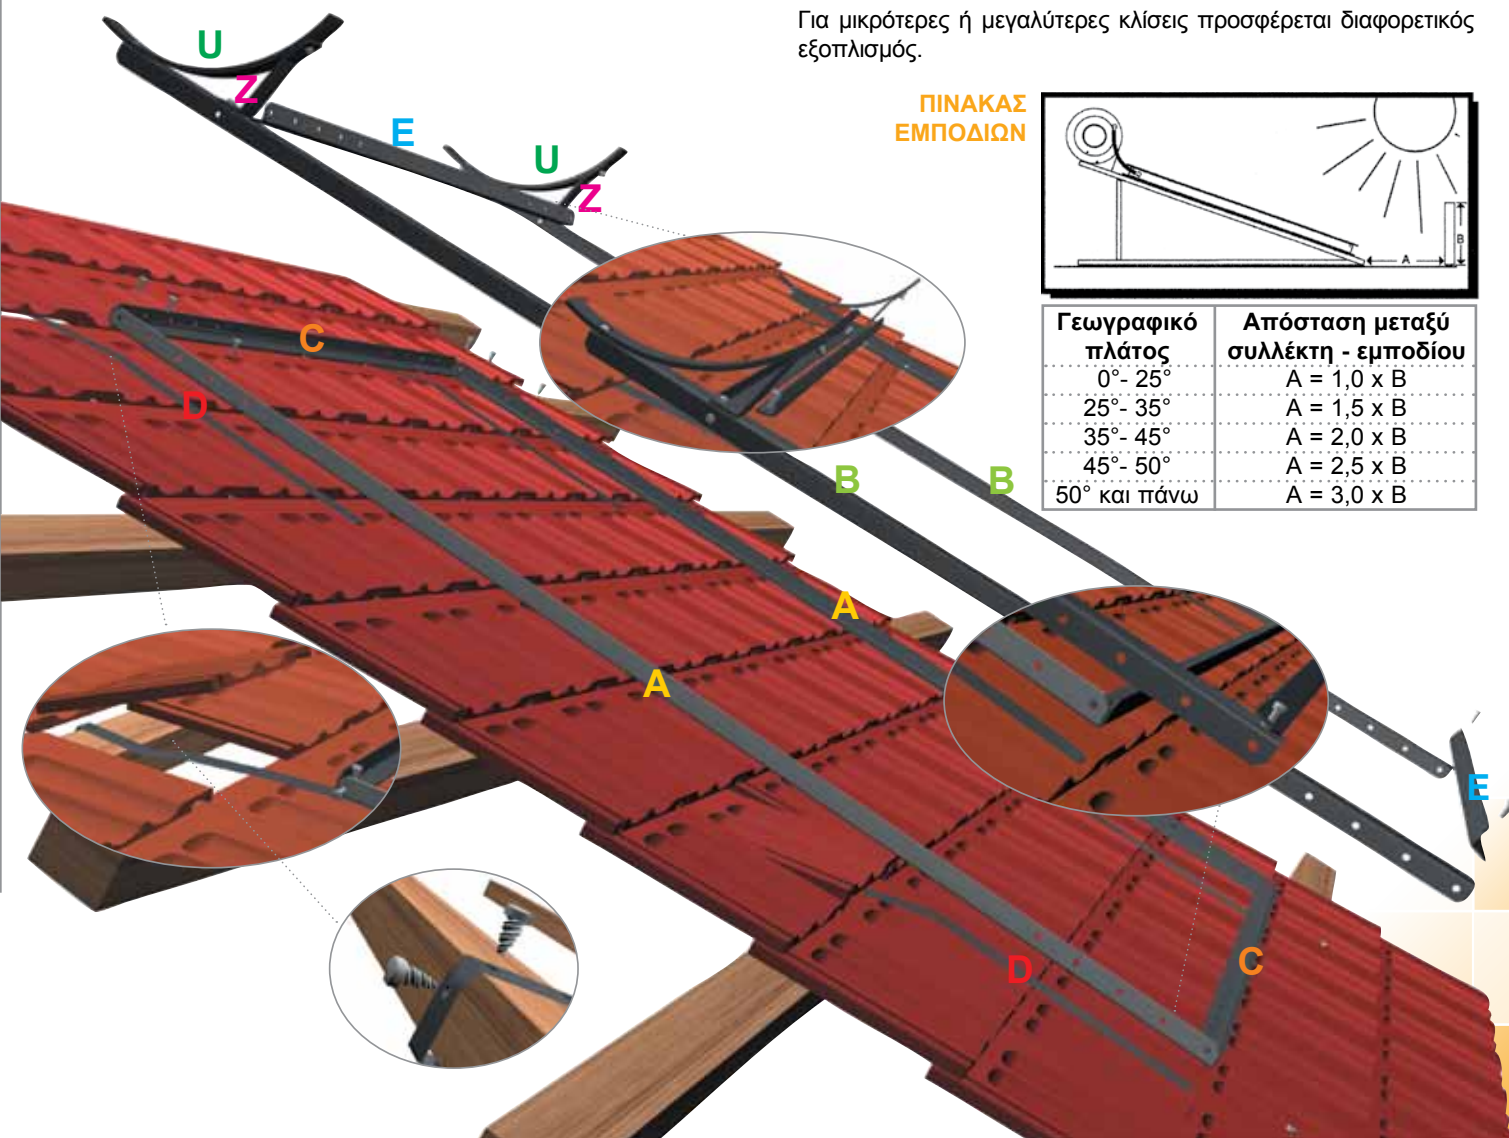 Για μικρότερες ή μεγαλύτερες κλίσεις προσφέρεται διαφορετικός
εξοπλισμός.
ΠΙΝΑΚΑΣ
ΕΜΠΟΔΙΩΝ
B
A
Γεωγραφικό πλάτος
Απόσταση μεταξύ συλλέκτη - εμποδίου
0°- 25° A = 1,0 x B
25°- 35° A = 1,5 x B
35°- 45° A = 2,0 x B
45°- 50° A = 2,5 x B
50° και πάνω A = 3,0 x B
U
Z
E
U
Z
C
D
B
B
A
A
E
D
C